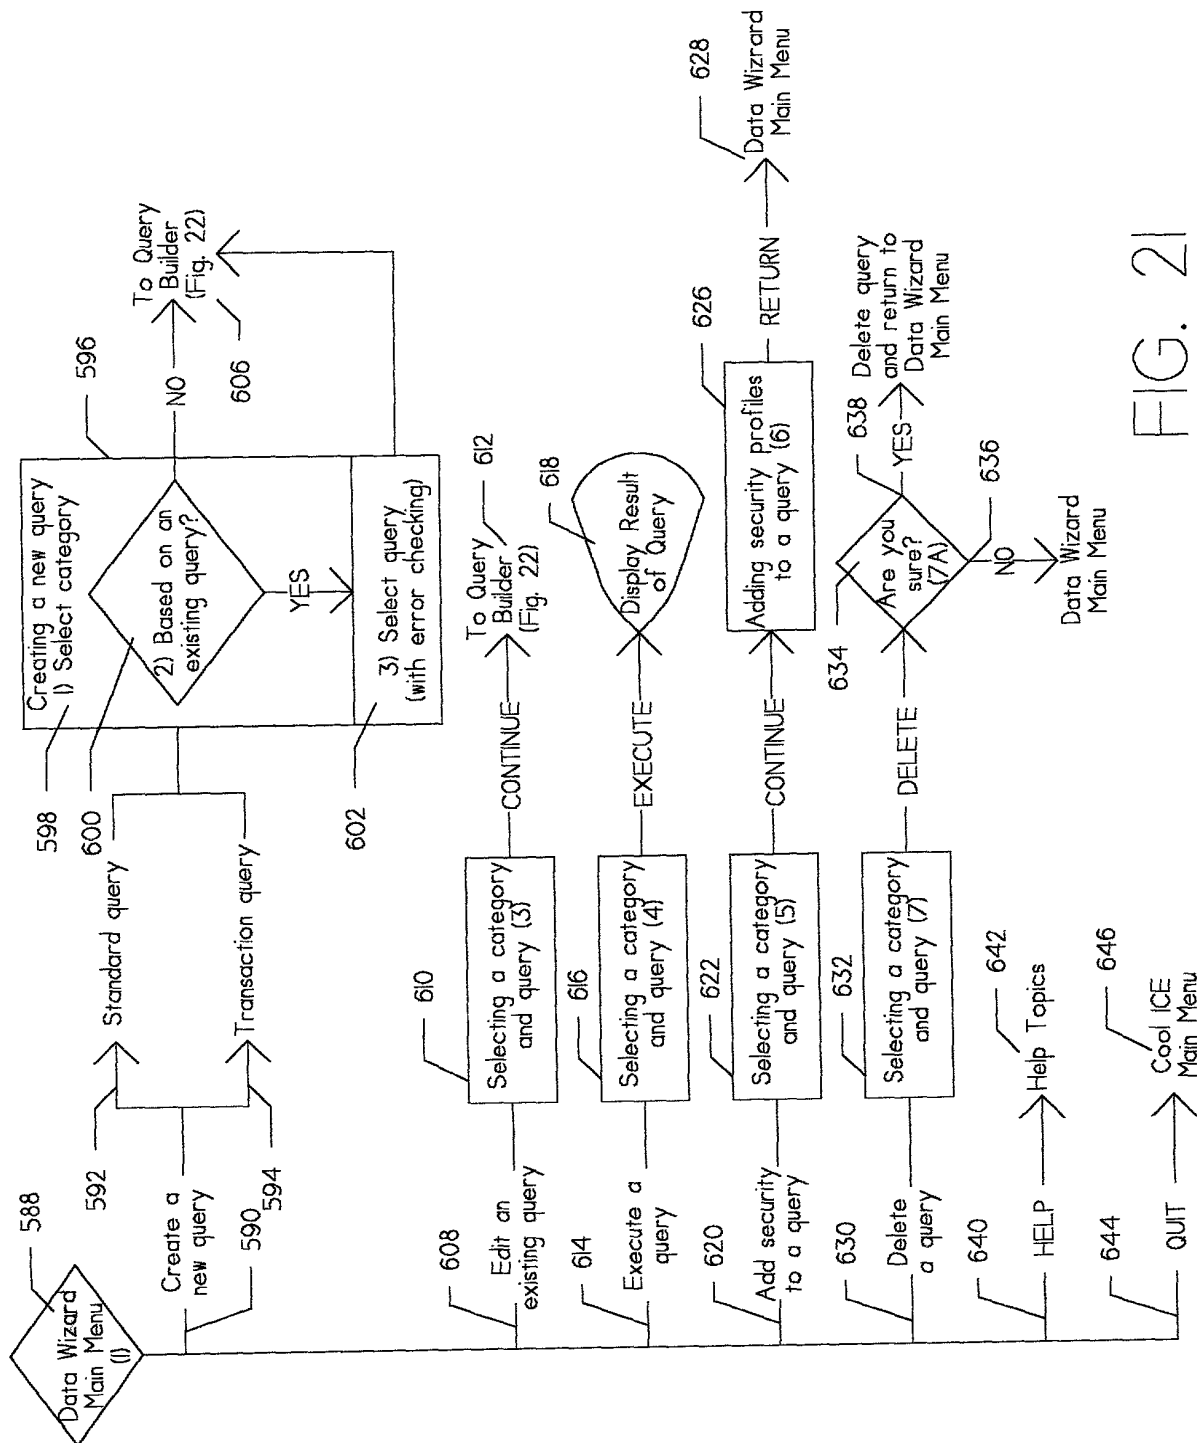 588
Data Wizard
Main Menu
(1)
590
Create a
new query
592
Standard query
594
Transaction query
596
598
Creating a new query
1) Select category
600
2) Based on an
existing query?
NO
To Query
Builder
(Fig. 22)
606
YES
602
3) Select query
(with error checking)
608
Edit an
existing query
610
Selecting a category
and query (3)
CONTINUE
To Query
Builder
(Fig. 22)
612
614
Execute a
query
616
Selecting a category
and query (4)
EXECUTE
618
Display Result
of Query
620
Add security
to a query
622
Selecting a category
and query (5)
CONTINUE
626
Adding security profiles
to a query (6)
RETURN
628
Data Wizrard
Main Menu
630
Delete
a query
632
Selecting a category
and query (7)
DELETE
634
Are you
sure?
(7A)
YES
638
Delete query
and return to
Data Wizard
Main Menu
636
NO
Data Wizard
Main Menu
640
HELP
642
Help Topics
644
QUIT
646
Cool ICE
Main Menu
FIG. 21